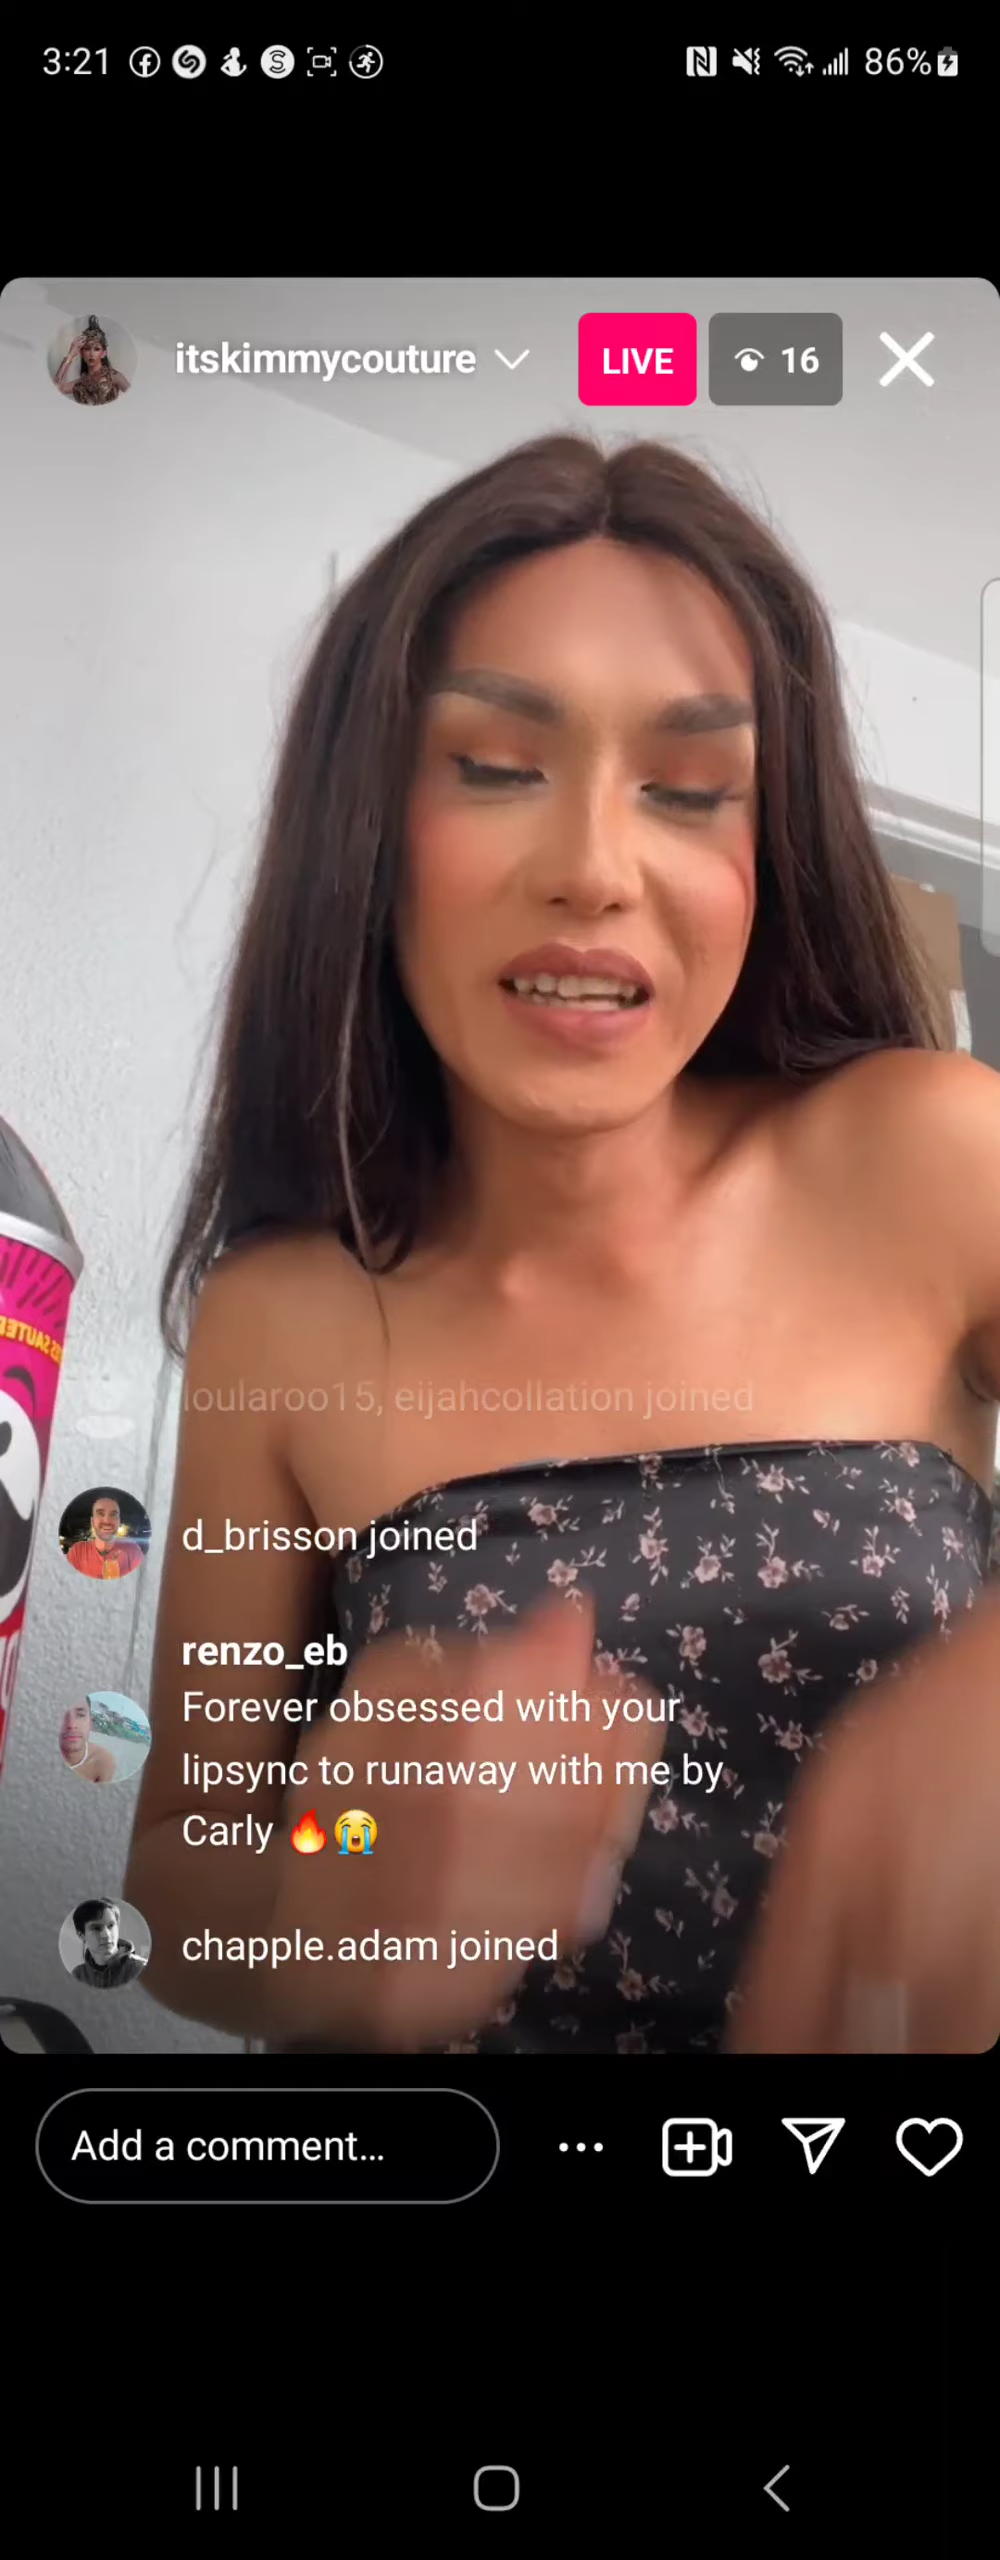 3:21
86%
itskimmycouture
LIVE
16
loularoo15, eijahcollation joined
d_brisson joined
renzo_eb
Forever obsessed with your
lipsync to runaway with me by
Carly 🔥😭
chapple.adam joined
Add a comment...